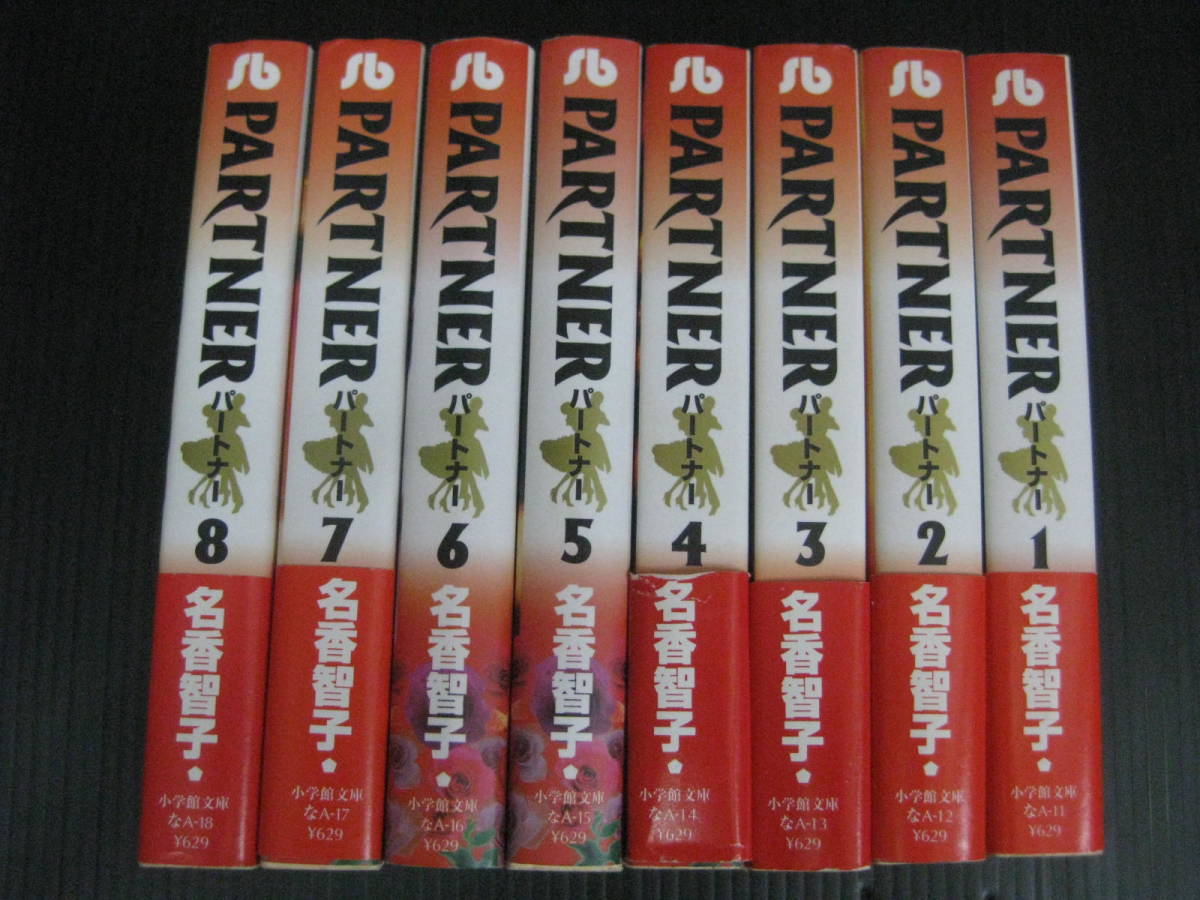 Sb
PARTNER
パートナー
8
名香智子
小学館文庫
なA-18
¥629
Sb
PARTNER
パートナー
7
名香智子
小学館文庫
なA-17
¥629
Sb
PARTNER
パートナー
6
名香智子
小学館文庫
なA-16
¥629
Sb
PARTNER
パートナー
5
名香智子
小学館文庫
なA-15
¥629
Sb
PARTNER
パートナー
4
名香智子
小学館文庫
なA-14
¥629
Sb
PARTNER
パートナー
3
名香智子
小学館文庫
なA-13
¥629
Sb
PARTNER
パートナー
2
名香智子
小学館文庫
なA-12
¥629
Sb
PARTNER
パートナー
1
名香智子
小学館文庫
なA-11
¥629